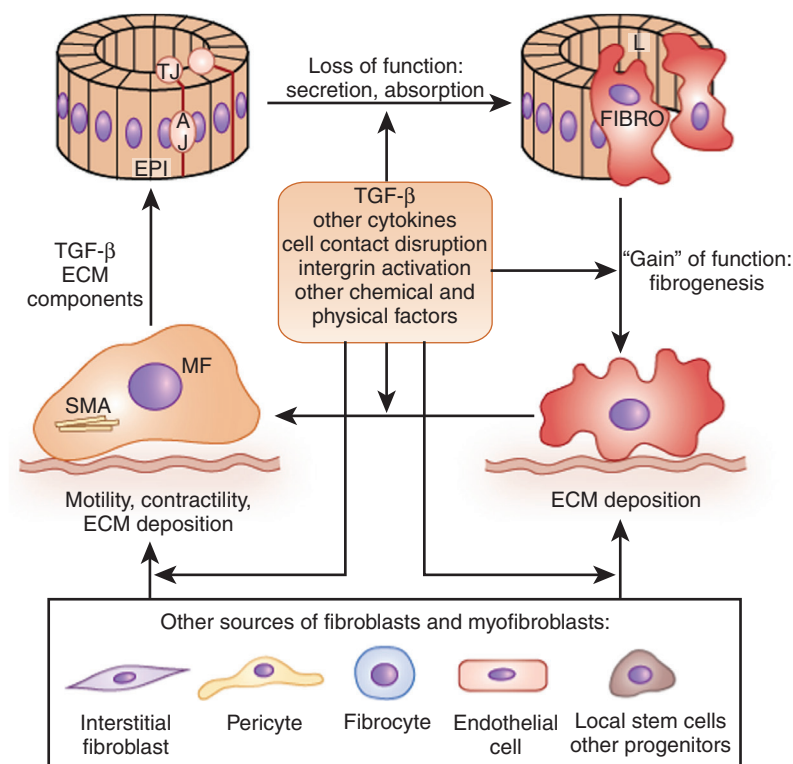 TJ
A
J
EPI
Loss of function:
secretion, absorption
L
FIBRO
TGF-β
other cytokines
cell contact disruption
intergrin activation
other chemical and
physical factors
TGF-β
ECM
components
"Gain" of function:
fibrogenesis
MF
SMA
Motility, contractility,
ECM deposition
ECM deposition
Other sources of fibroblasts and myofibroblasts:
Interstitial
fibroblast
Pericyte
Fibrocyte
Endothelial
cell
Local stem cells
other progenitors